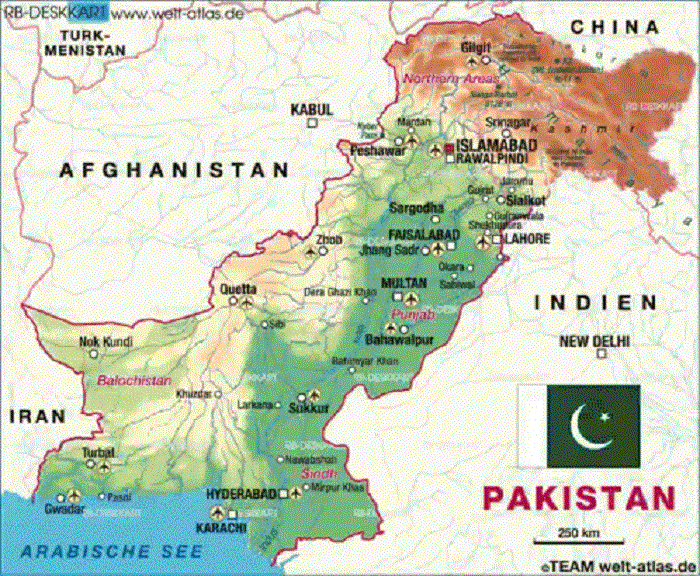 RB-DESKKART www.welt-atlas.de
TURK-
MENISTAN
CHINA
Gilgit
Northern Areas
KABUL
Mardan
Srinagar
Kashmir
Peshawar
ISLAMABAD
RAWALPINDI
AFGHANISTAN
Jammu
Gujrat
Sialkot
Sargodha
Gujranwala
Shekhupura
FAISALABAD
LAHORE
Zhob
Jhang Sadr
Okara
Sahiwal
Quetta
Dera Ghazi Khan
MULTAN
INDIEN
Punjab
Sibi
Bahawalpur
Nok Kundi
NEW DELHI
Rahimyar Khan
Balochistan
Khuzdar
Larkana
Sukkur
IRAN
Turbat
Nawabshah
Sindh
Mirpur Khas
HYDERABAD
Pasni
Gwadar
KARACHI
PAKISTAN
250 km
ARABISCHE SEE
©TEAM welt-atlas.de